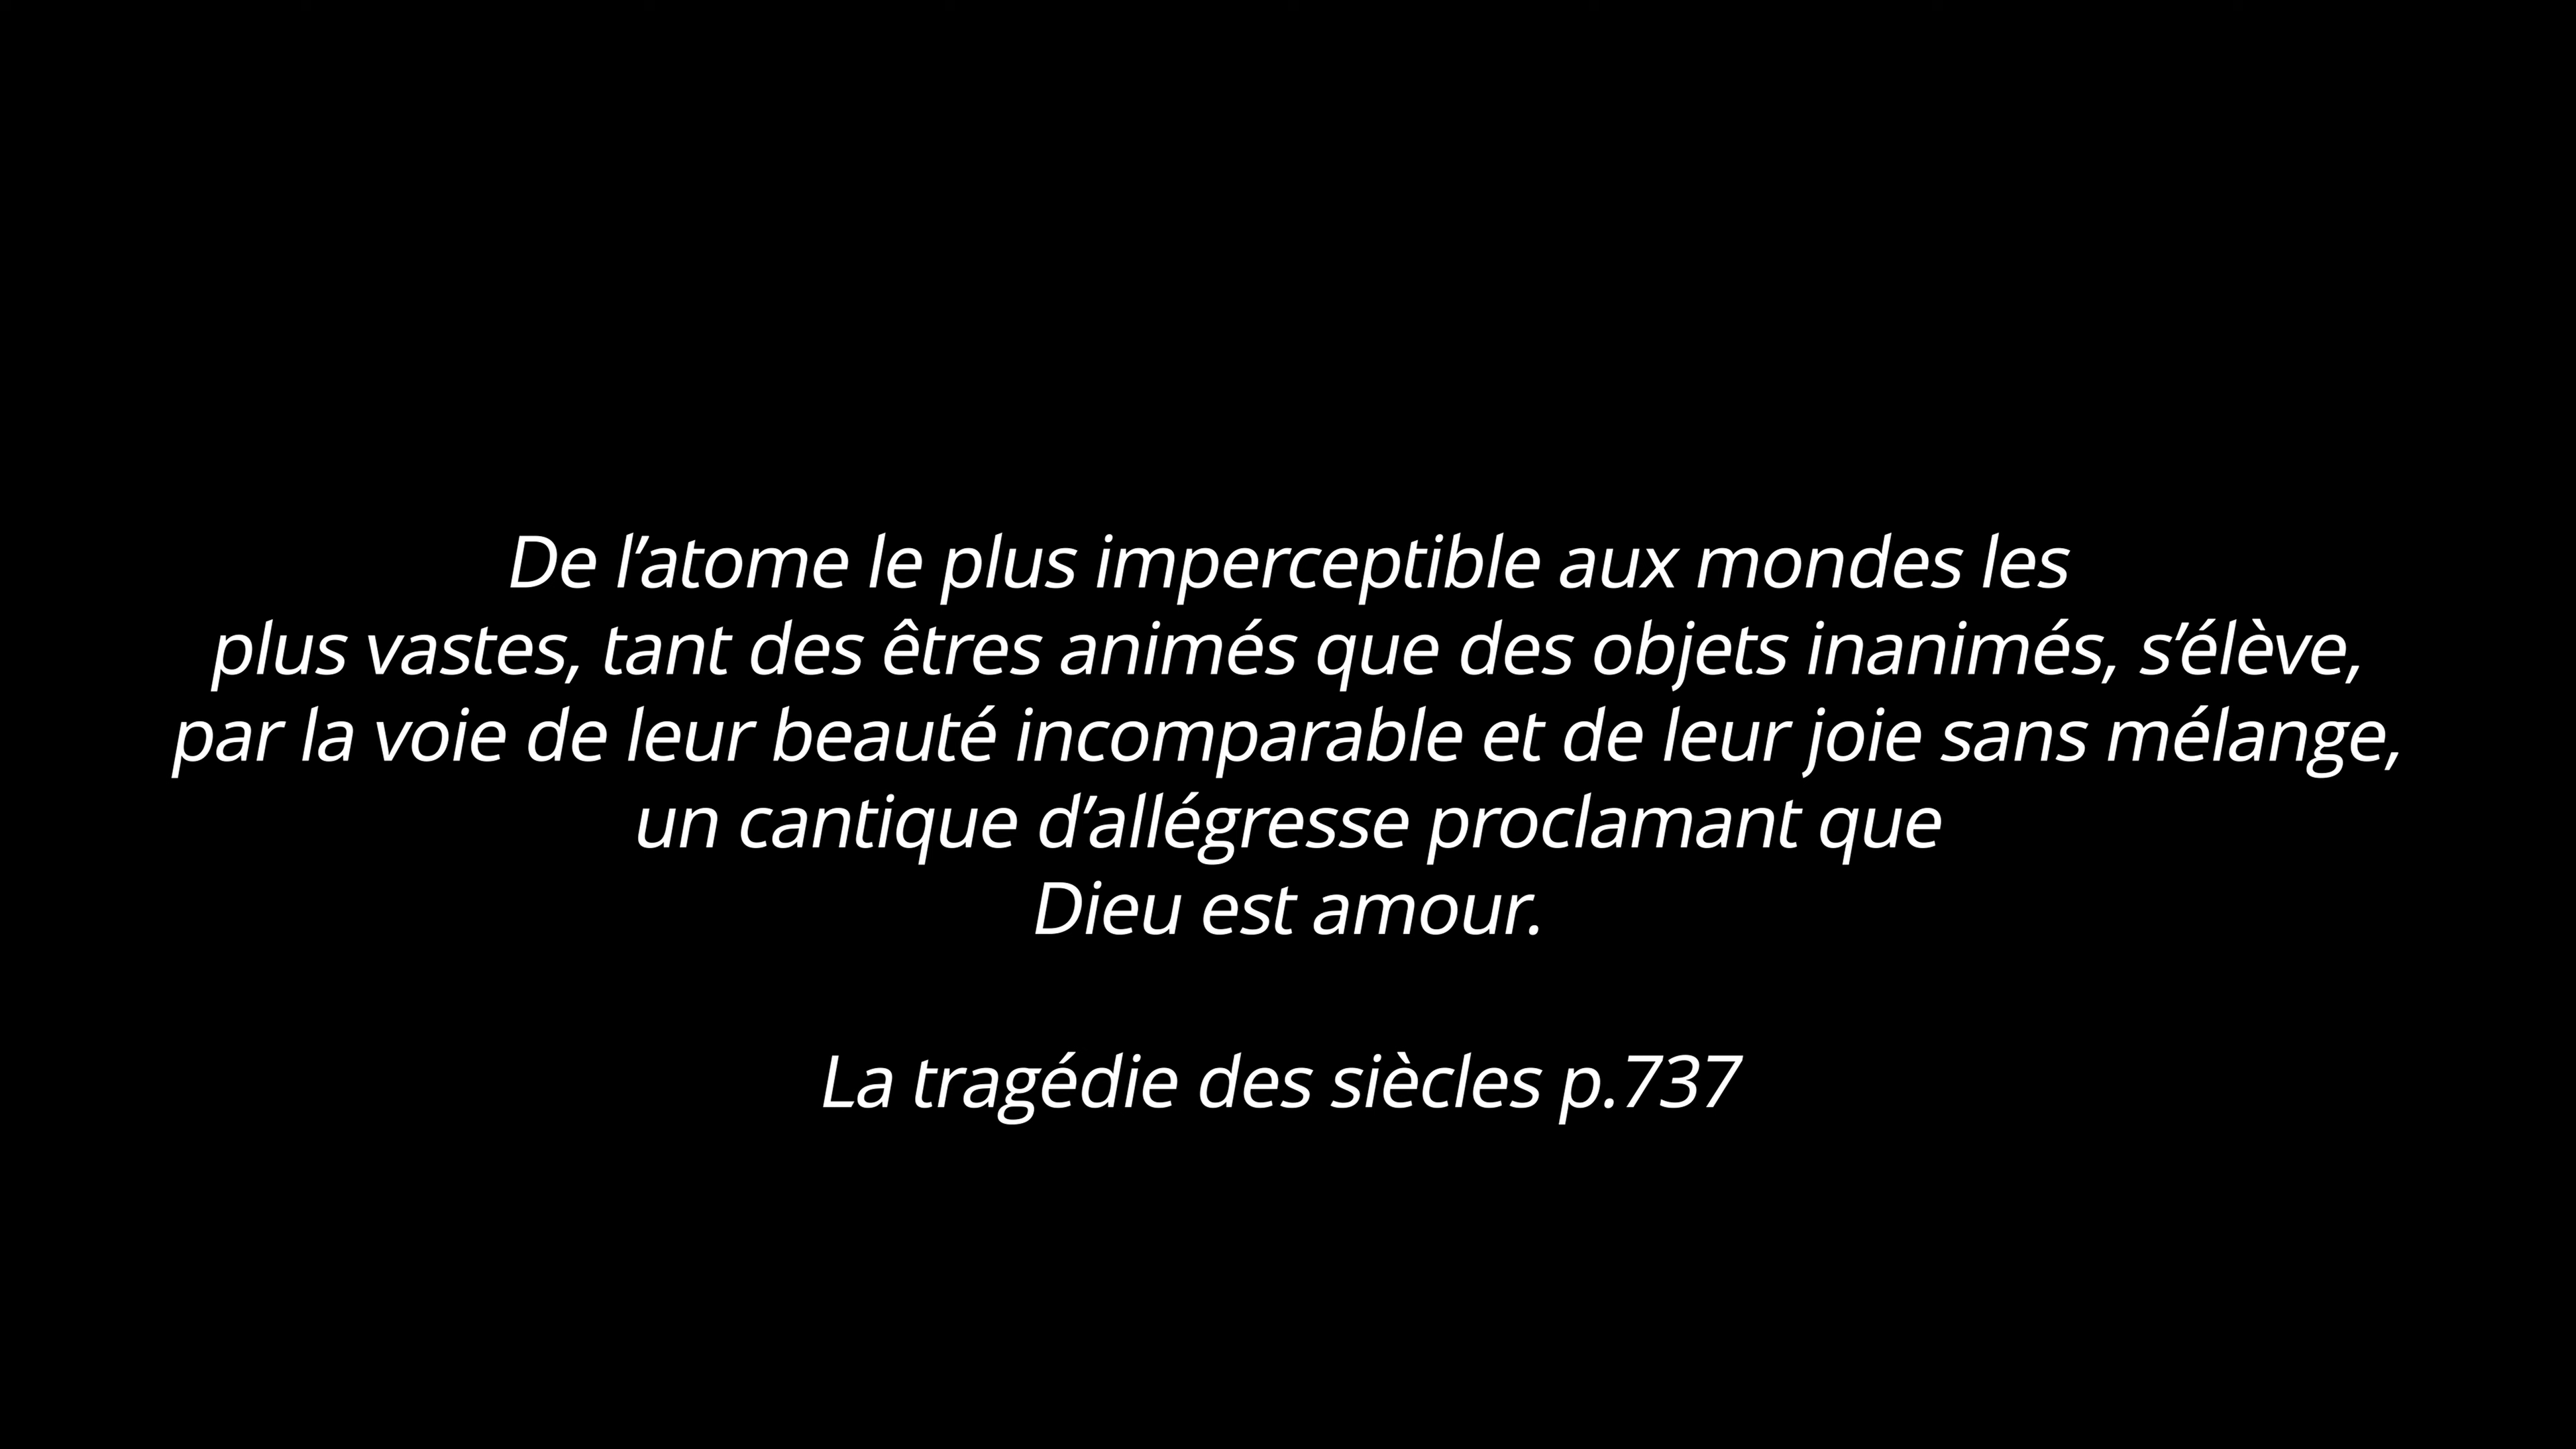 De l’atome le plus imperceptible aux mondes les
plus vastes, tant des êtres animés que des objets inanimés, s’élève,
par la voie de leur beauté incomparable et de leur joie sans mélange,
un cantique d’allégresse proclamant que
Dieu est amour.
La tragédie des siècles p.737